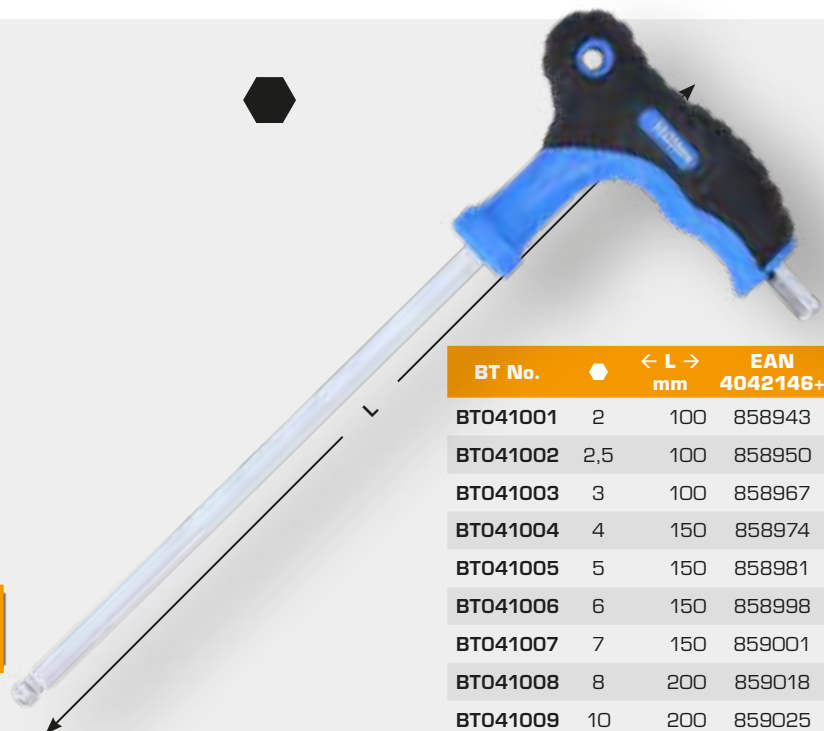 L
BT No. ← L → mm EAN 4042146+
BT041001 2 100 858943
BT041002 2,5 100 858950
BT041003 3 100 858967
BT041004 4 150 858974
BT041005 5 150 858981
BT041006 6 150 858998
BT041007 7 150 859001
BT041008 8 200 859018
BT041009 10 200 859025